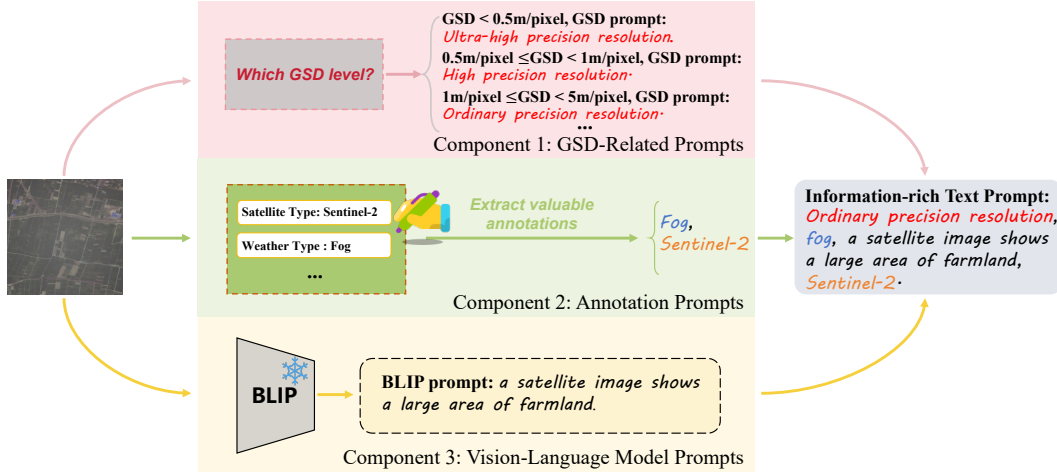 GSD < 0.5m/pixel, GSD prompt:
Ultra-high precision resolution.
0.5m/pixel ≤GSD < 1m/pixel, GSD prompt:
High precision resolution.
1m/pixel ≤GSD < 5m/pixel, GSD prompt:
Ordinary precision resolution.
...
Which GSD level?
Component 1: GSD-Related Prompts
Satellite Type: Sentinel-2
Weather Type : Fog
...
Extract valuable
annotations
Fog,
Sentinel-2
Component 2: Annotation Prompts
BLIP
BLIP prompt: a satellite image shows
a large area of farmland.
Component 3: Vision-Language Model Prompts
Information-rich Text Prompt:
Ordinary precision resolution,
fog, a satellite image shows
a large area of farmland,
Sentinel-2.